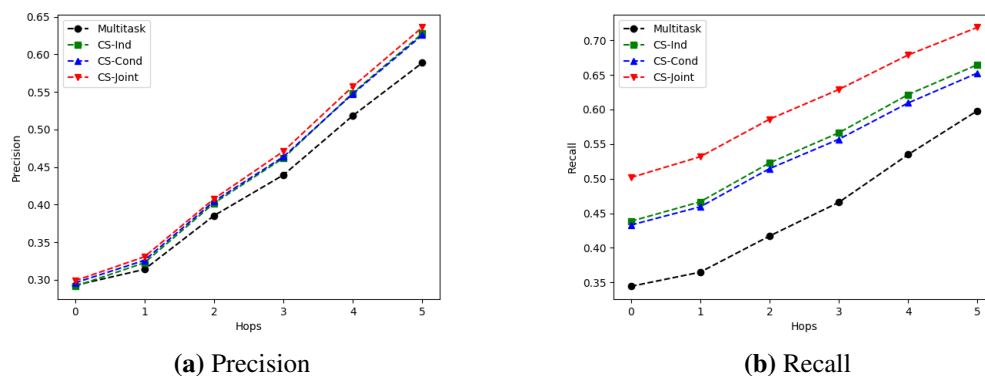 0.65
0.60
0.55
0.50
0.45
0.40
0.35
0.30
Precision
Multitask
CS-Ind
CS-Cond
CS-Joint
0 1 2 3 4 5
Hops
(a) Precision
0.70
0.65
0.60
0.55
0.50
0.45
0.40
0.35
Recall
Multitask
CS-Ind
CS-Cond
CS-Joint
0 1 2 3 4 5
Hops
(b) Recall